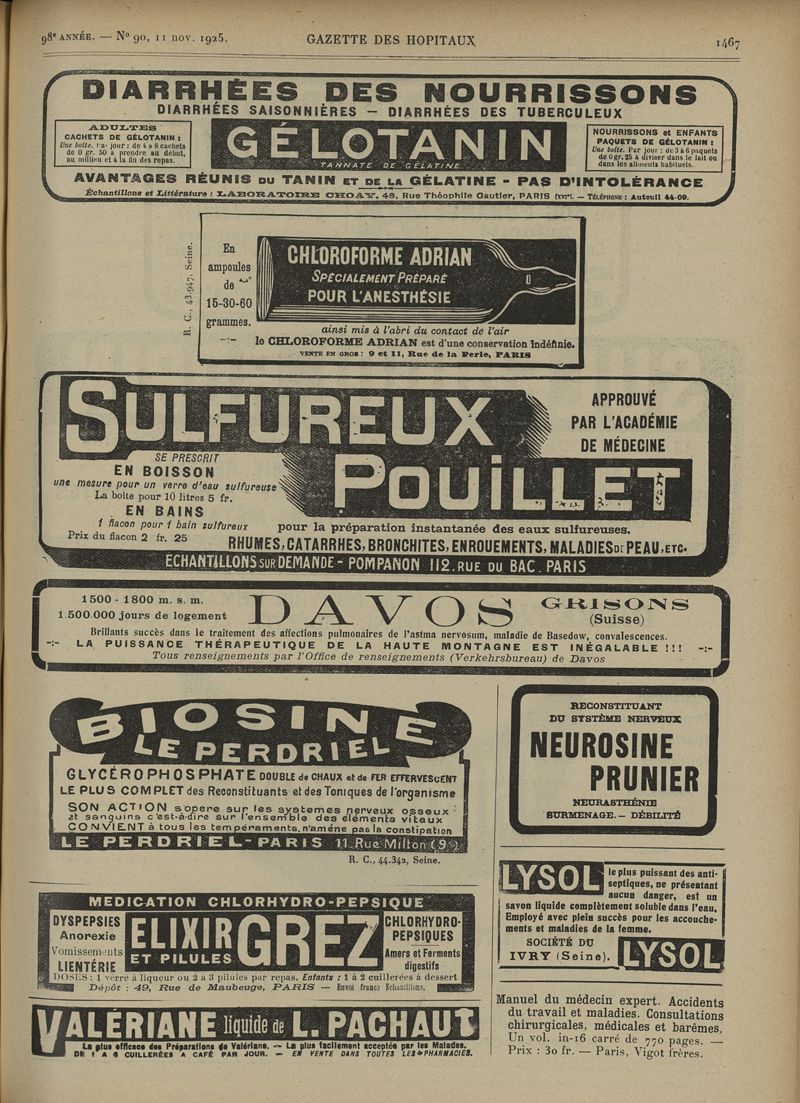 98e ANNÉE. — N° 90, 11 NOV. 1925. GAZETTE DES HOPITAUX 1467
DIARRHÉES DES NOURRISSONS
DIARRHÉES SAISONNIÈRES — DIARRHÉES DES TUBERCULEUX
ADULTES
CACHETS DE GÉLOTANIN :
Une boîte. Par jour : de 4 à 8 cachets
de 0 gr. 50 à prendre au début,
au milieu et à la fin des repas.
GÉLOTANIN
TANNATE DE GÉLATINE
NOURRISSONS et ENFANTS
PAQUETS DE GÉLOTANIN :
Une boîte. Par jour : de 3 à 6 paquets
de 0gr.25 à diviser dans le lait ou
dans les aliments habituels.
AVANTAGES RÉUNIS DU TANIN ET DE LA GÉLATINE - PAS D'INTOLÉRANCE
Échantillons et Littérature : LABORATOIRE CHOAY, 48, Rue Théophile Gautier, PARIS (XVIe). — TÉLÉPHONE : Auteuil 44-09.
R. C., 43.947, Seine.
En
ampoules
de
15-30-60
grammes.
-:-
CHLOROFORME ADRIAN
SPÉCIALEMENT PRÉPARÉ
POUR L'ANESTHÉSIE
ainsi mis à l'abri du contact de l'air
le CHLOROFORME ADRIAN est d'une conservation indéfinie.
VENTE EN GROS : 9 et 11, Rue de la Perle, PARIS
SULFUREUX
POUILLET
APPROUVÉ
PAR L'ACADÉMIE
DE MÉDECINE
SE PRESCRIT
EN BOISSON
une mesure pour un verre d'eau sulfureuse
La boite pour 10 litres 5 fr.
EN BAINS
1 flacon pour 1 bain sulfureux
Prix du flacon 2 fr. 25
pour la préparation instantanée des eaux sulfureuses.
RHUMES, CATARRHES, BRONCHITES, ENROUEMENTS, MALADIES DE PEAU, ETC.
ÉCHANTILLONS SUR DEMANDE - POMPANON 112. RUE DU BAC. PARIS
1500 - 1800 m. s. m.
1.500.000 jours de logement
DAVOS
GRISONS
(Suisse)
Brillants succès dans le traitement des affections pulmonaires de l'astma nervosum, maladie de Basedow, convalescences.
-:- LA PUISSANCE THÉRAPEUTIQUE DE LA HAUTE MONTAGNE EST INÉGALABLE !!! -:-
Tous renseignements par l'Office de renseignements (Verkehrsbureau) de Davos
BIOSINE
LE PERDRIEL
GLYCÉROPHOSPHATE DOUBLE de CHAUX et de FER EFFERVESCENT
LE PLUS COMPLET des Reconstituants et des Toniques de l'organisme
SON ACTION s'opere sur les systemes nerveux osseux
et sanguins c'est-à-dire sur l'ensemble des éléments vitaux
CONVIENT à tous les tempéraments, n'amène pas la constipation
LE PERDRIEL - PARIS 11. Rue Milton (9e)
R. C., 44.342, Seine.
RECONSTITUANT
DU SYSTÈME NERVEUX
NEUROSINE
PRUNIER
NEURASTHÉNIE
SURMENAGE. — DÉBILITÉ
MEDICATION CHLORHYDRO-PEPSIQUE
DYSPEPSIES
Anorexie
Vomissements
LIENTÉRIE
ELIXIR
ET PILULES
GREZ
CHLORHYDRO-
PEPSIQUES
Amers et Ferments
digestifs
DOSES : 1 verre à liqueur ou 2 à 3 pilules par repas. Enfants : 1 à 2 cuillerées à dessert
Dépôt : 49, Rue de Maubeuge, PARIS — Envoi franco Échantillons.
VALÉRIANE liquide de L. PACHAUT
La plus efficace des Préparations de Valériane. — La plus facilement acceptée par les Malades.
DE 1 A 6 CUILLERÉES A CAFÉ PAR JOUR. — EN VENTE DANS TOUTES LES PHARMACIES.
LYSOL
le plus puissant des anti-
septiques, ne présentant
aucun danger, est un
savon liquide complètement soluble dans l'eau.
Employé avec plein succès pour les accouche-
ments et maladies de la femme.
SOCIÉTÉ DU
IVRY (Seine).
LYSOL
Manuel du médecin expert. Accidents
du travail et maladies. Consultations
chirurgicales, médicales et barêmes.
Un vol. in-16 carré de 770 pages. —
Prix : 30 fr. — Paris, Vigot frères.